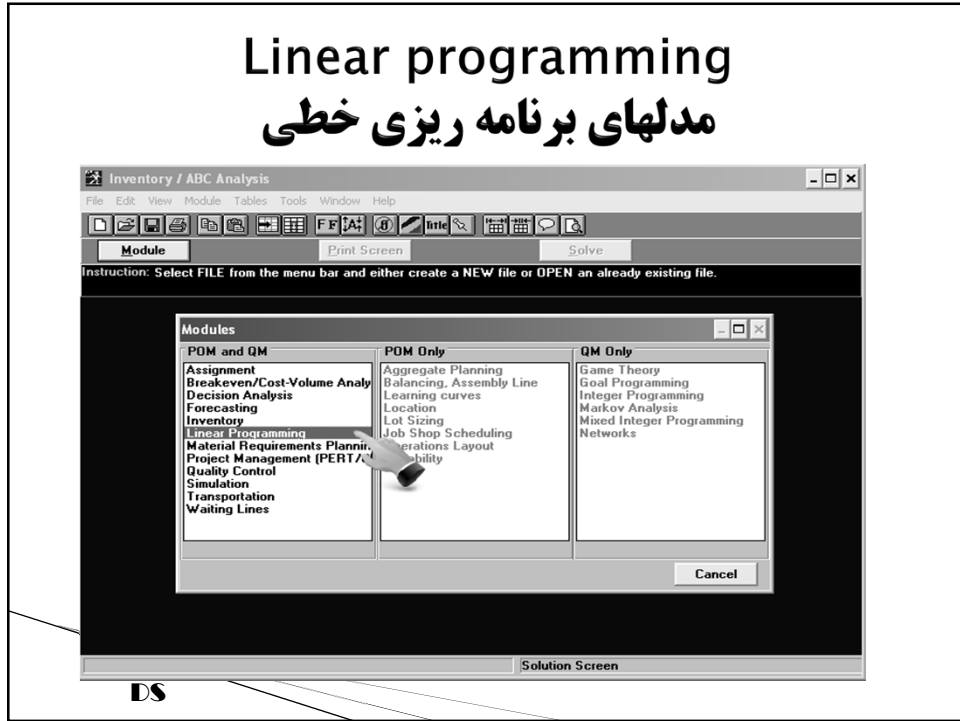 Linear programming
مدلهای برنامه ریزی خطی
Inventory / ABC Analysis
File Edit View Module Tables Tools Window Help
Title
Module Print Screen Solve
Instruction: Select FILE from the menu bar and either create a NEW file or OPEN an already existing file.
Modules
POM and QM
Assignment
Breakeven/Cost-Volume Analy
Decision Analysis
Forecasting
Inventory
Linear Programming
Material Requirements Plannin
Project Management (PERT/
Quality Control
Simulation
Transportation
Waiting Lines
POM Only
Aggregate Planning
Balancing, Assembly Line
Learning curves
Location
Lot Sizing
Job Shop Scheduling
Layout
QM Only
Game Theory
Goal Programming
Integer Programming
Markov Analysis
Mixed Integer Programming
Networks
Cancel
Solution Screen
DS